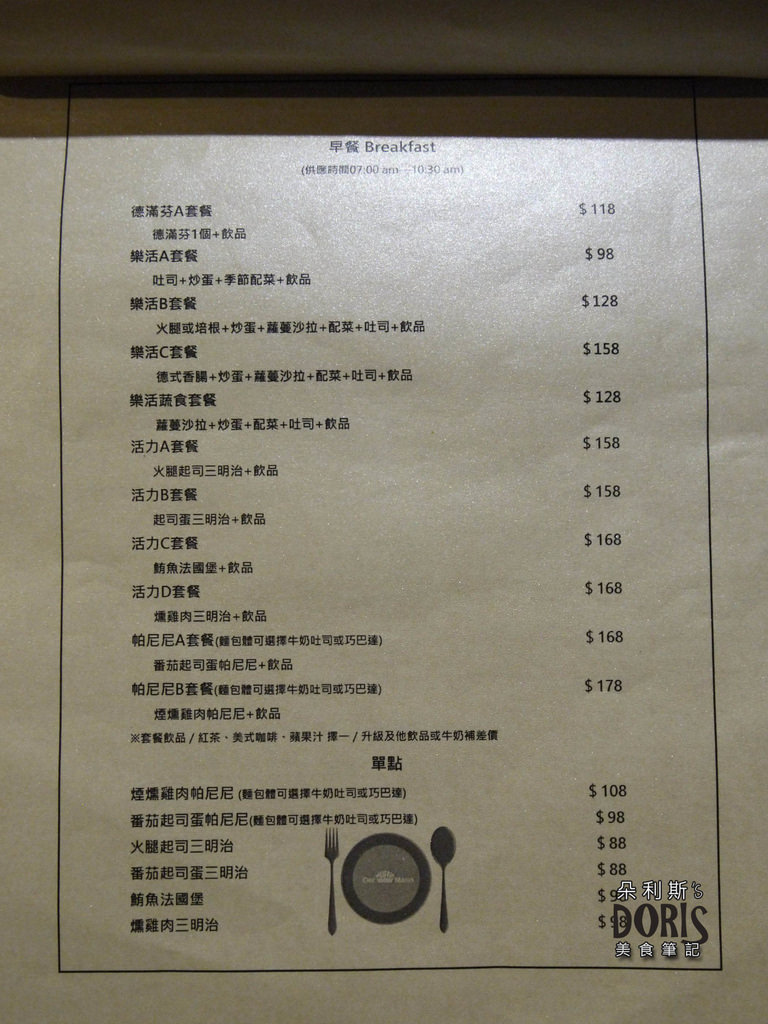 早餐 Breakfast
(供應時間07:00 am—10:30 am)
德滿芬A套餐 $118
德滿芬1個+飲品
樂活A套餐 $98
吐司+炒蛋+季節配菜+飲品
樂活B套餐 $128
火腿或培根+炒蛋+蘿蔓沙拉+配菜+吐司+飲品
樂活C套餐 $158
德式香腸+炒蛋+蘿蔓沙拉+配菜+吐司+飲品
樂活蔬食套餐 $128
蘿蔓沙拉+炒蛋+配菜+吐司+飲品
活力A套餐 $158
火腿起司三明治+飲品
活力B套餐 $158
起司蛋三明治+飲品
活力C套餐 $168
鮪魚法國堡+飲品
活力D套餐 $168
燻雞肉三明治+飲品
帕尼尼A套餐(麵包體可選擇牛奶吐司或巧巴達) $168
番茄起司蛋帕尼尼+飲品
帕尼尼B套餐(麵包體可選擇牛奶吐司或巧巴達) $178
煙燻雞肉帕尼尼+飲品
※套餐飲品/紅茶、美式咖啡、蘋果汁 擇一/升級及他飲品或牛奶補差價
單點
煙燻雞肉帕尼尼 (麵包體可選擇牛奶吐司或巧巴達) $108
番茄起司蛋帕尼尼(麵包體可選擇牛奶吐司或巧巴達) $98
火腿起司三明治 $88
番茄起司蛋三明治 $88
鮪魚法國堡
燻雞肉三明治 $98
朵利斯's
DORIS
美食筆記